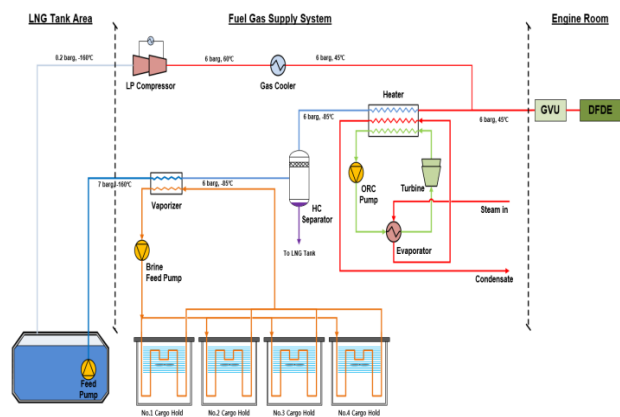 LNG Tank Area
Fuel Gas Supply System
Engine Room
0.2 barg, -160℃
6 barg, 60℃
6 barg, 45℃
LP Compressor
Gas Cooler
Heater
6 barg, -85℃
6 barg, 45℃
GVU
DFDE
ORC
Pump
Turbine
7 barg, -160℃
6 barg, -85℃
Vaporizer
HC
Separator
Steam in
Evaporator
To LNG Tank
Condensate
Brine
Feed Pump
Feed
Pump
No.1 Cargo Hold
No.2 Cargo Hold
No.3 Cargo Hold
No.4 Cargo Hold